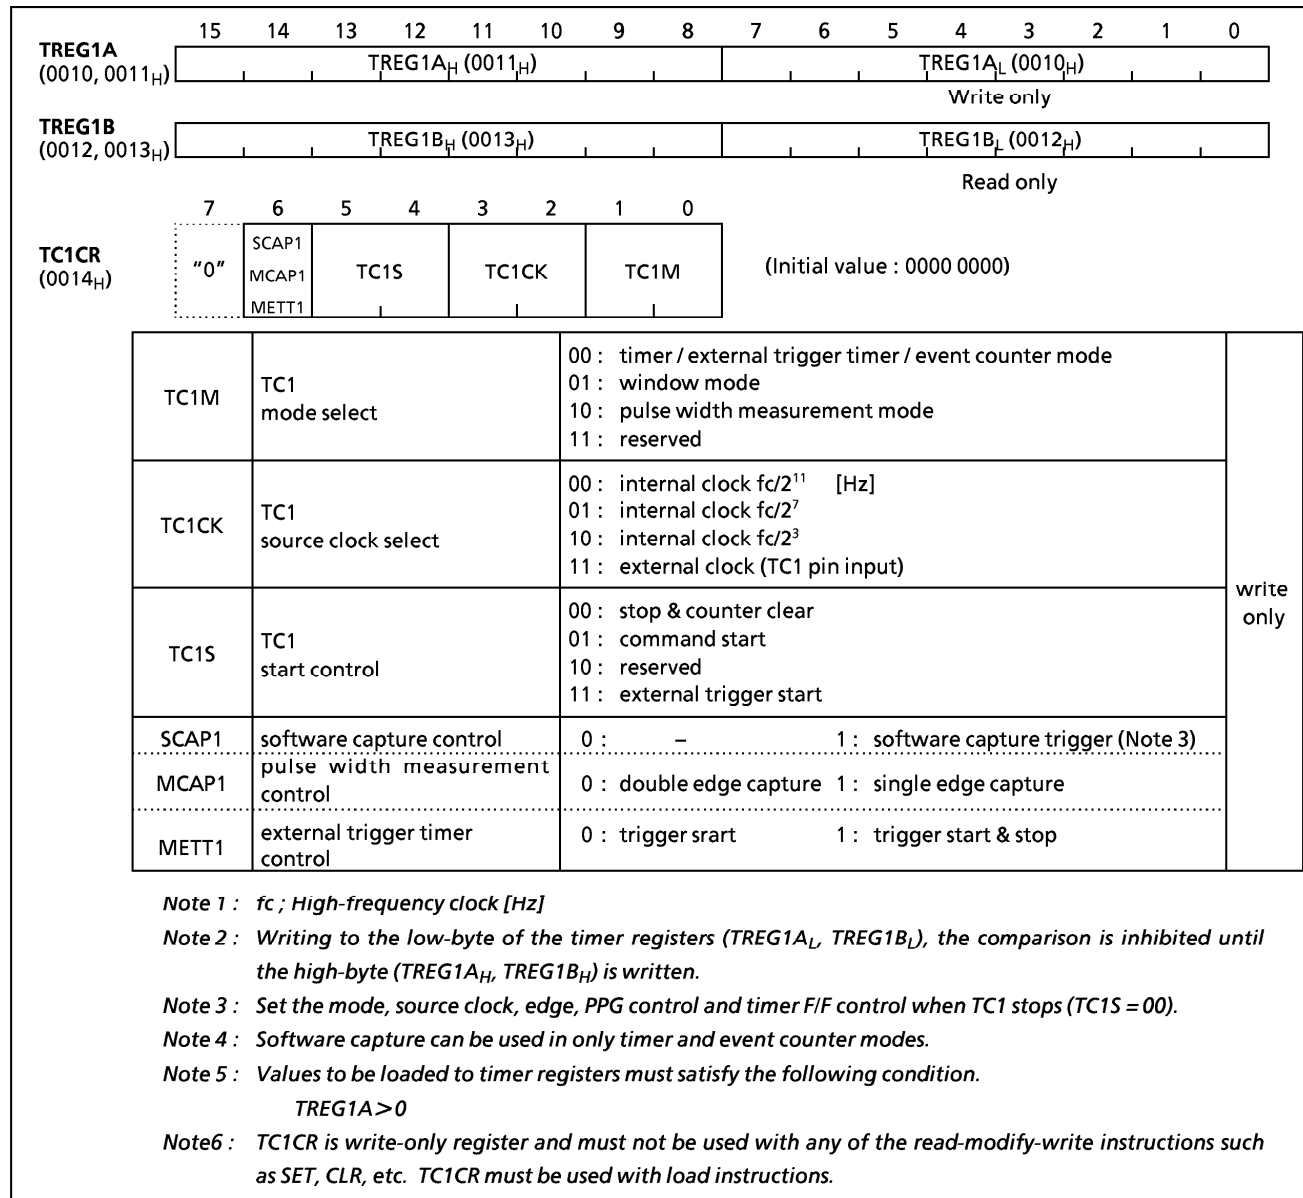 15 14 13 12 11 10 9 8 7 6 5 4 3 2 1 0
TREG1A
(0010, 0011H) TREG1AH (0011H) TREG1AL (0010H)
Write only
TREG1B
(0012, 0013H) TREG1BH (0013H) TREG1BL (0012H)
Read only
7 6 5 4 3 2 1 0
TC1CR
(0014H)
"0" SCAP1 MCAP1 METT1 TC1S TC1CK TC1M (Initial value : 0000 0000)
TC1M
TC1
mode select
00 : timer / external trigger timer / event counter mode
01 : window mode
10 : pulse width measurement mode
11 : reserved
TC1CK
TC1
source clock select
00 : internal clock fc/2¹¹ [Hz]
01 : internal clock fc/2⁷
10 : internal clock fc/2³
11 : external clock (TC1 pin input)
TC1S
TC1
start control
00 : stop & counter clear
01 : command start
10 : reserved
11 : external trigger start
SCAP1 software capture control 0 : – 1 : software capture trigger (Note 3)
MCAP1
pulse width measurement
control
0 : double edge capture 1 : single edge capture
METT1
external trigger timer
control
0 : trigger srart 1 : trigger start & stop
write
only
Note 1 : fc ; High-frequency clock [Hz]
Note 2 : Writing to the low-byte of the timer registers (TREG1AL, TREG1BL), the comparison is inhibited until
the high-byte (TREG1AH, TREG1BH) is written.
Note 3 : Set the mode, source clock, edge, PPG control and timer F/F control when TC1 stops (TC1S = 00).
Note 4 : Software capture can be used in only timer and event counter modes.
Note 5 : Values to be loaded to timer registers must satisfy the following condition.
TREG1A>0
Note6 : TC1CR is write-only register and must not be used with any of the read-modify-write instructions such
as SET, CLR, etc. TC1CR must be used with load instructions.